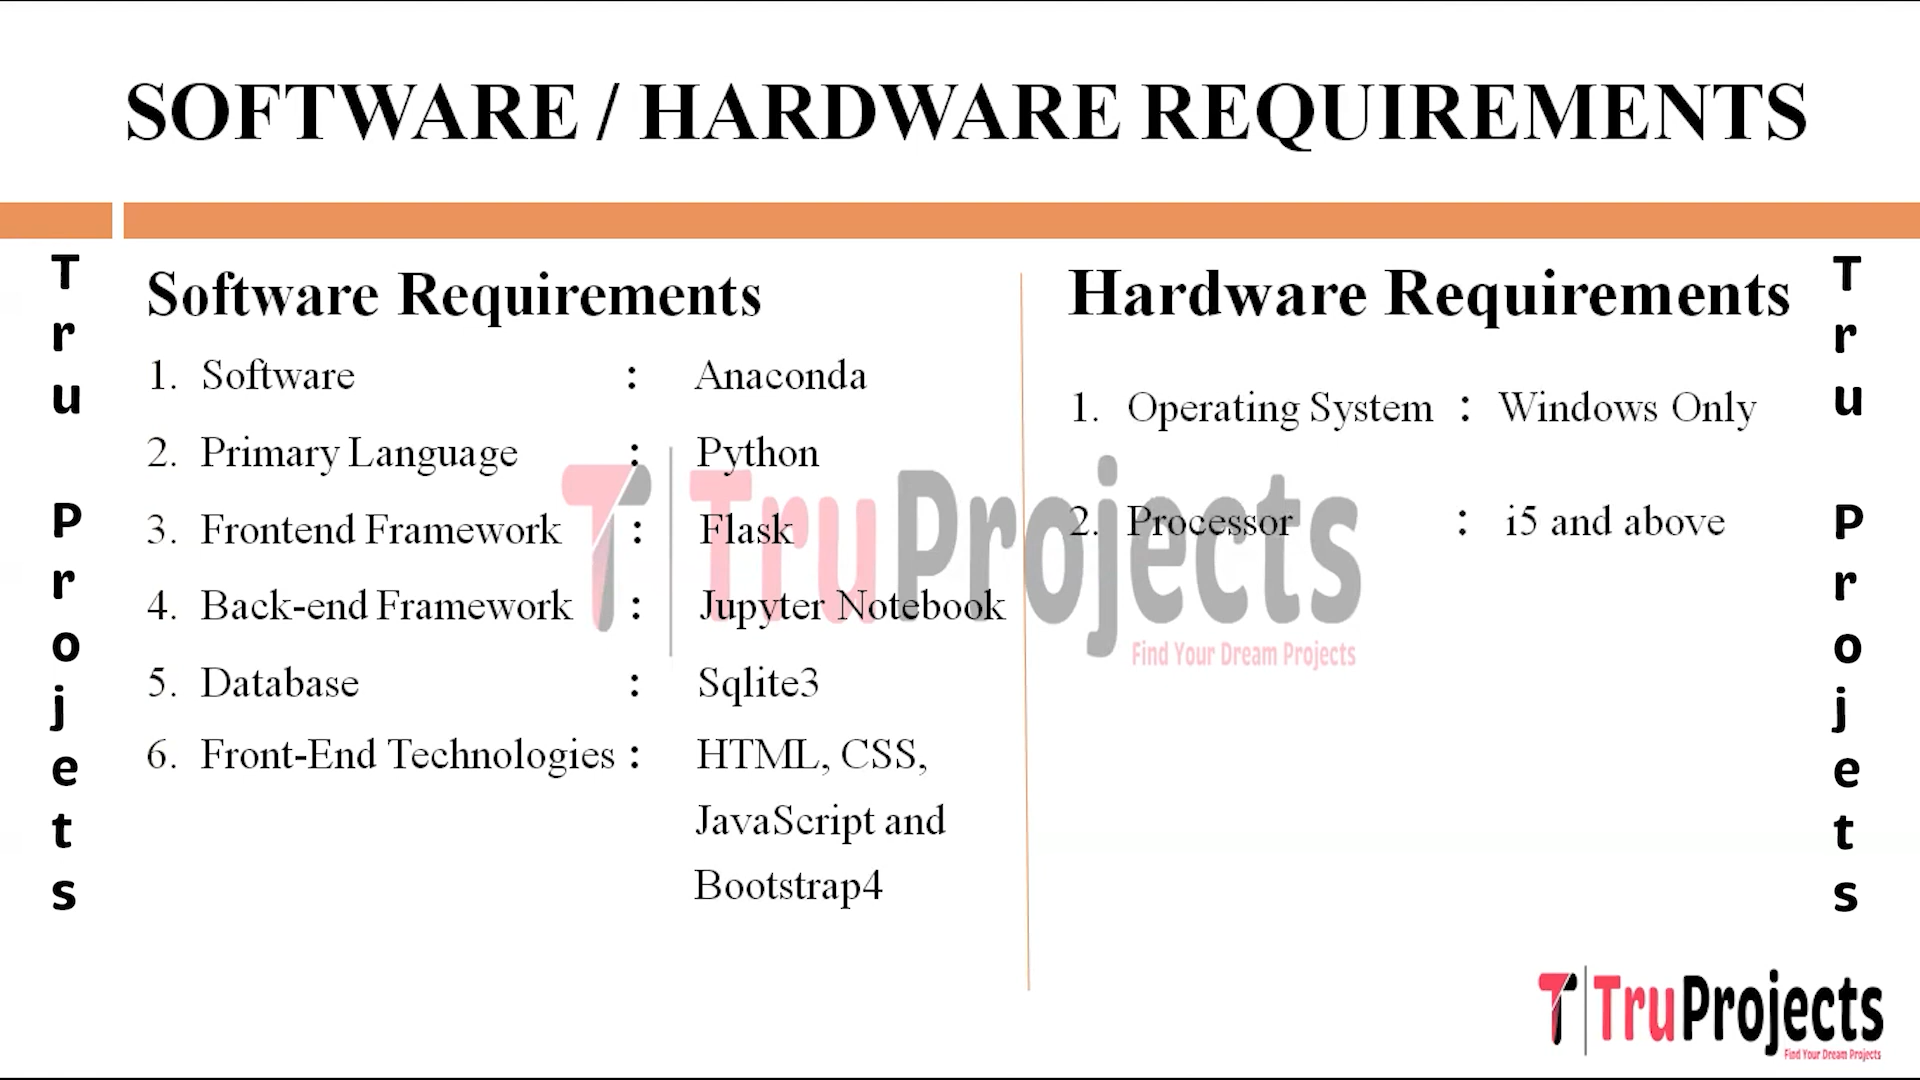 SOFTWARE / HARDWARE REQUIREMENTS
Tru Projets
Software Requirements
1. Software : Anaconda
2. Primary Language : Python
3. Frontend Framework : Flask
4. Back-end Framework : Jupyter Notebook
5. Database : Sqlite3
6. Front-End Technologies : HTML, CSS,
JavaScript and
Bootstrap4
Hardware Requirements
1. Operating System : Windows Only
2. Processor : i5 and above
Tru Projets
TruProjects
Find Your Dream Projects
TruProjects
Find Your Dream Projects